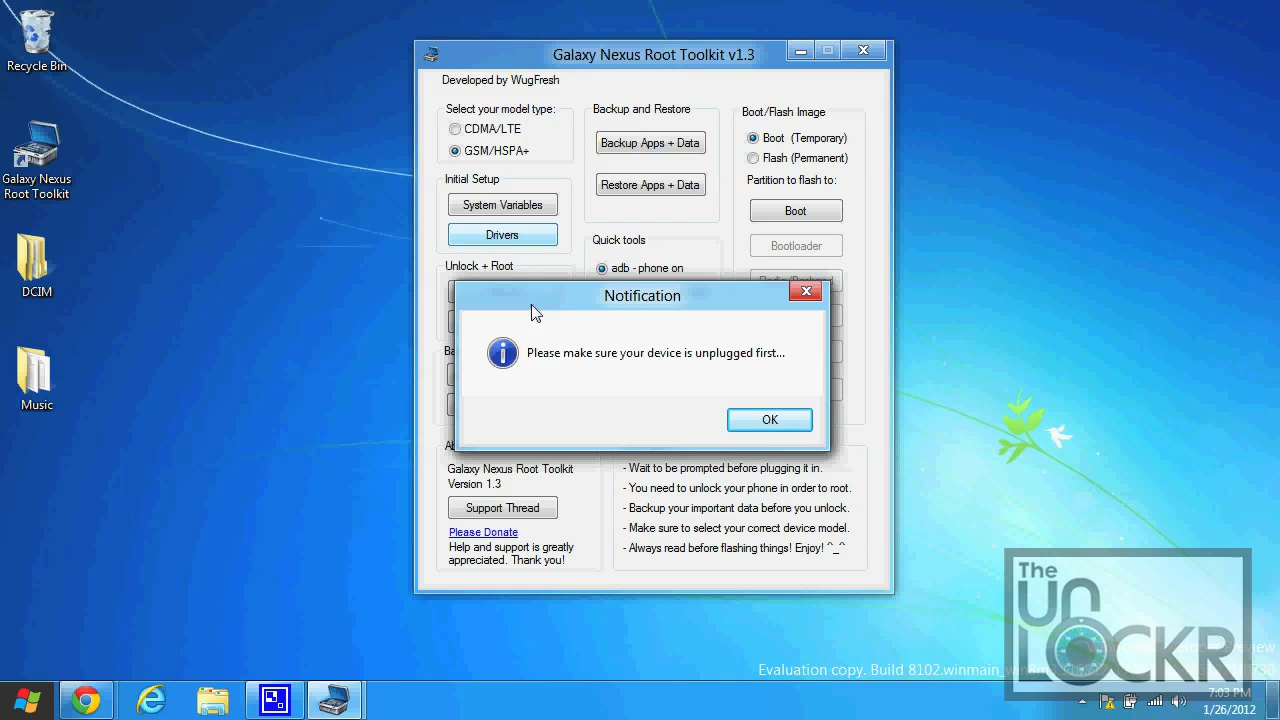 Recycle Bin
Galaxy Nexus
Root Toolkit
DCIM
Music
Galaxy Nexus Root Toolkit v1.3
Developed by WugFresh
Select your model type:
CDMA/LTE
GSM/HSPA+
Initial Setup
System Variables
Drivers
Unlock + Root
Backup and Restore
Backup Apps + Data
Restore Apps + Data
Quick tools
adb - phone on
Boot/Flash Image
Boot (Temporary)
Flash (Permanent)
Partition to flash to:
Boot
Bootloader
Notification
Please make sure your device is unplugged first...
OK
Galaxy Nexus Root Toolkit
Version 1.3
Support Thread
Please Donate
Help and support is greatly
appreciated. Thank you!
- Wait to be prompted before plugging it in.
- You need to unlock your phone in order to root.
- Backup your important data before you unlock.
- Make sure to select your correct device model.
- Always read before flashing things! Enjoy! ^_^
The
UNLOCKR
Evaluation copy. Build 8102.winmain_
7:03 PM
1/26/2012